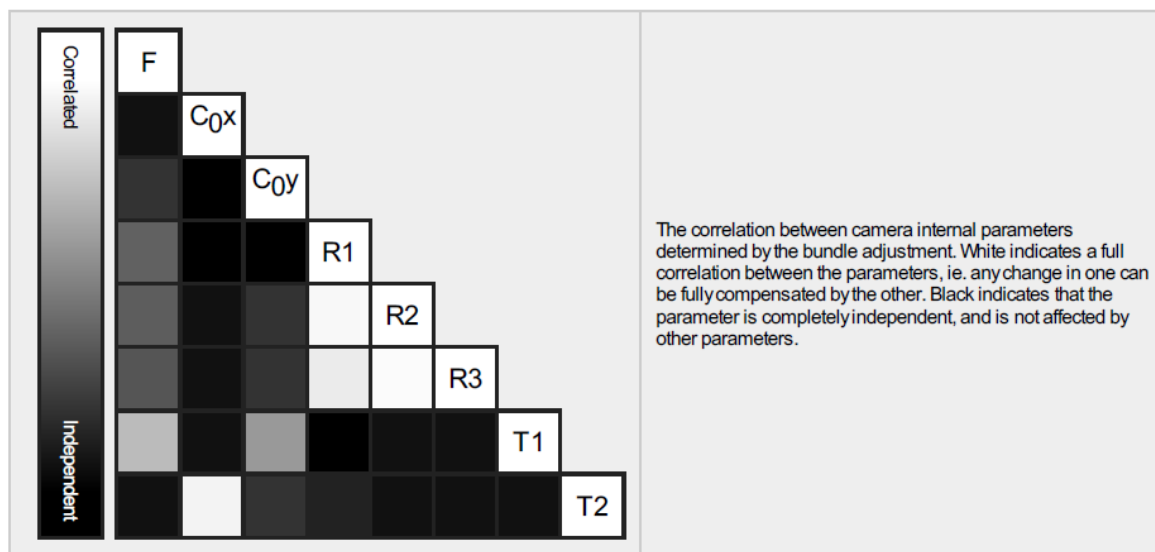 Correlated
Independent
F
C0x
C0y
R1
R2
R3
T1
T2
The correlation between camera internal parameters
determined by the bundle adjustment. White indicates a full
correlation between the parameters, ie. any change in one can
be fully compensated by the other. Black indicates that the
parameter is completely independent, and is not affected by
other parameters.